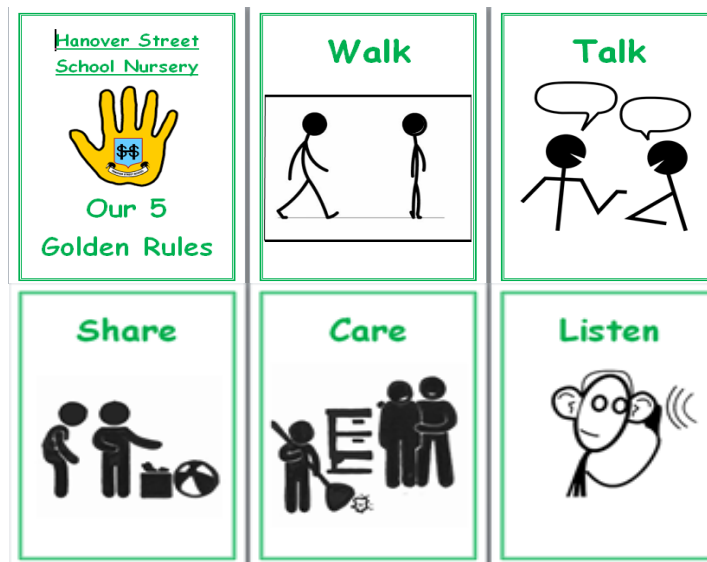 Hanover Street
School Nursery
Our 5
Golden Rules
Walk
Talk
Share
Care
Listen